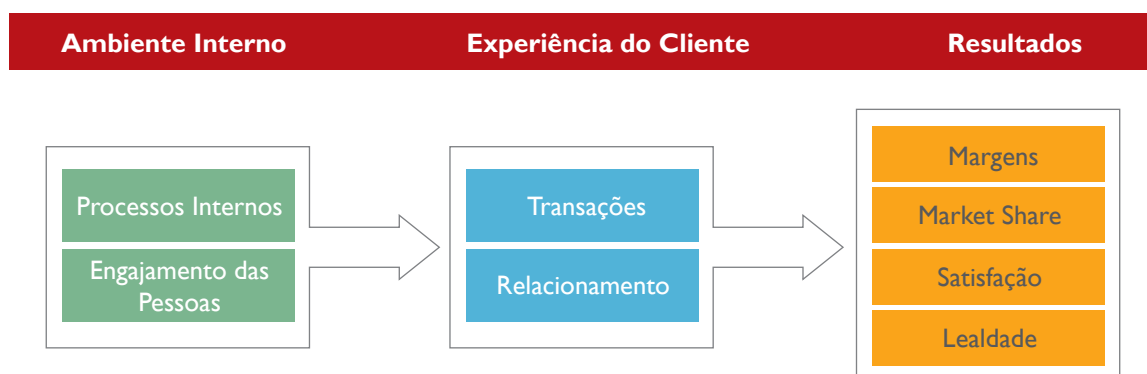 Ambiente Interno
Experiência do Cliente
Resultados
Processos Internos
Engajamento das
Pessoas
Transações
Relacionamento
Margens
Market Share
Satisfação
Lealdade